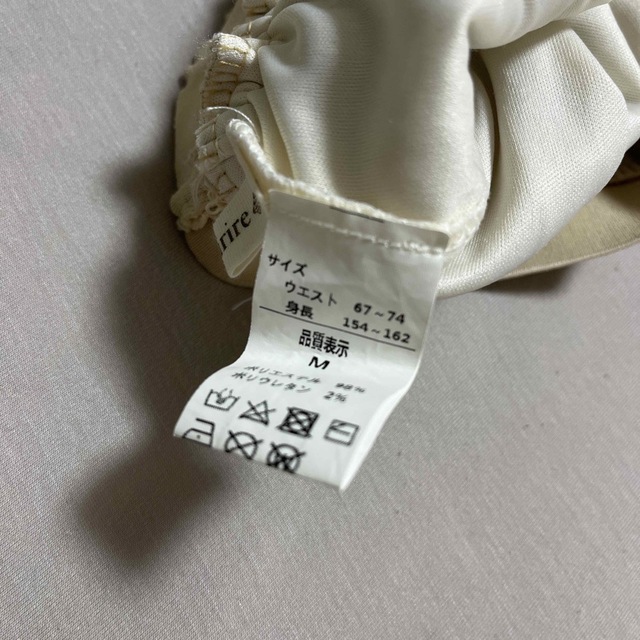 rire
サイズ
ウエスト 67~74
身長 154~162
品質表示
M
ポリエステル 98%
ポリウレタン 2%